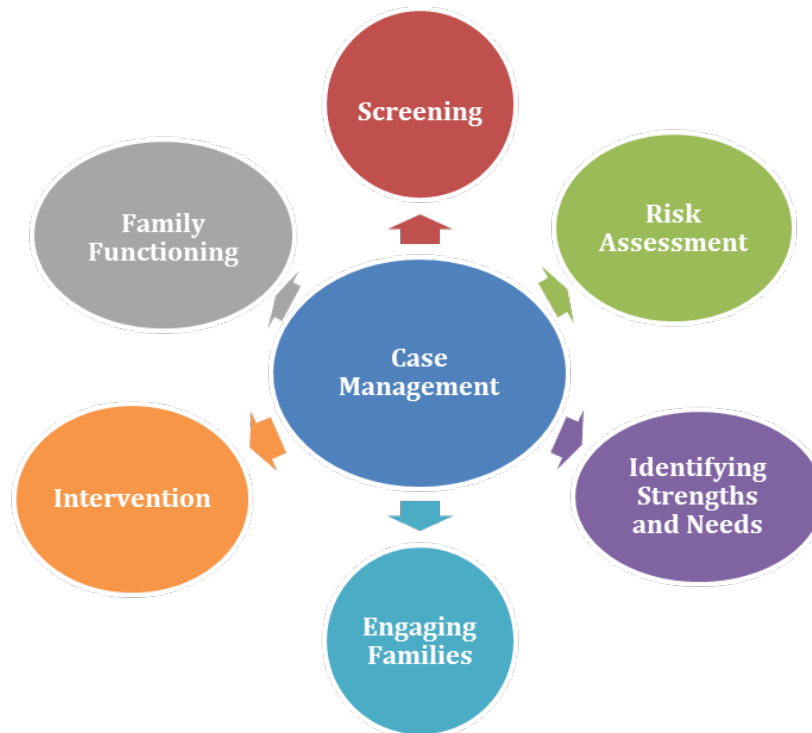 Screening
Risk
Assessment
Identifying
Strengths
and Needs
Engaging
Families
Intervention
Family
Functioning
Case
Management